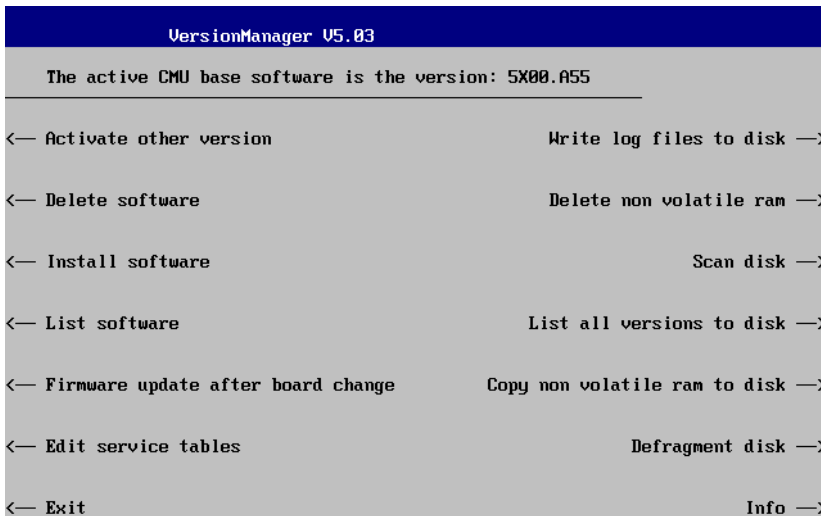 VersionManager V5.03
The active CMU base software is the version: 5X00.A55
<— Activate other version Write log files to disk —>
<— Delete software Delete non volatile ram —>
<— Install software Scan disk —>
<— List software List all versions to disk —>
<— Firmware update after board change Copy non volatile ram to disk —>
<— Edit service tables Defragment disk —>
<— Exit Info —>